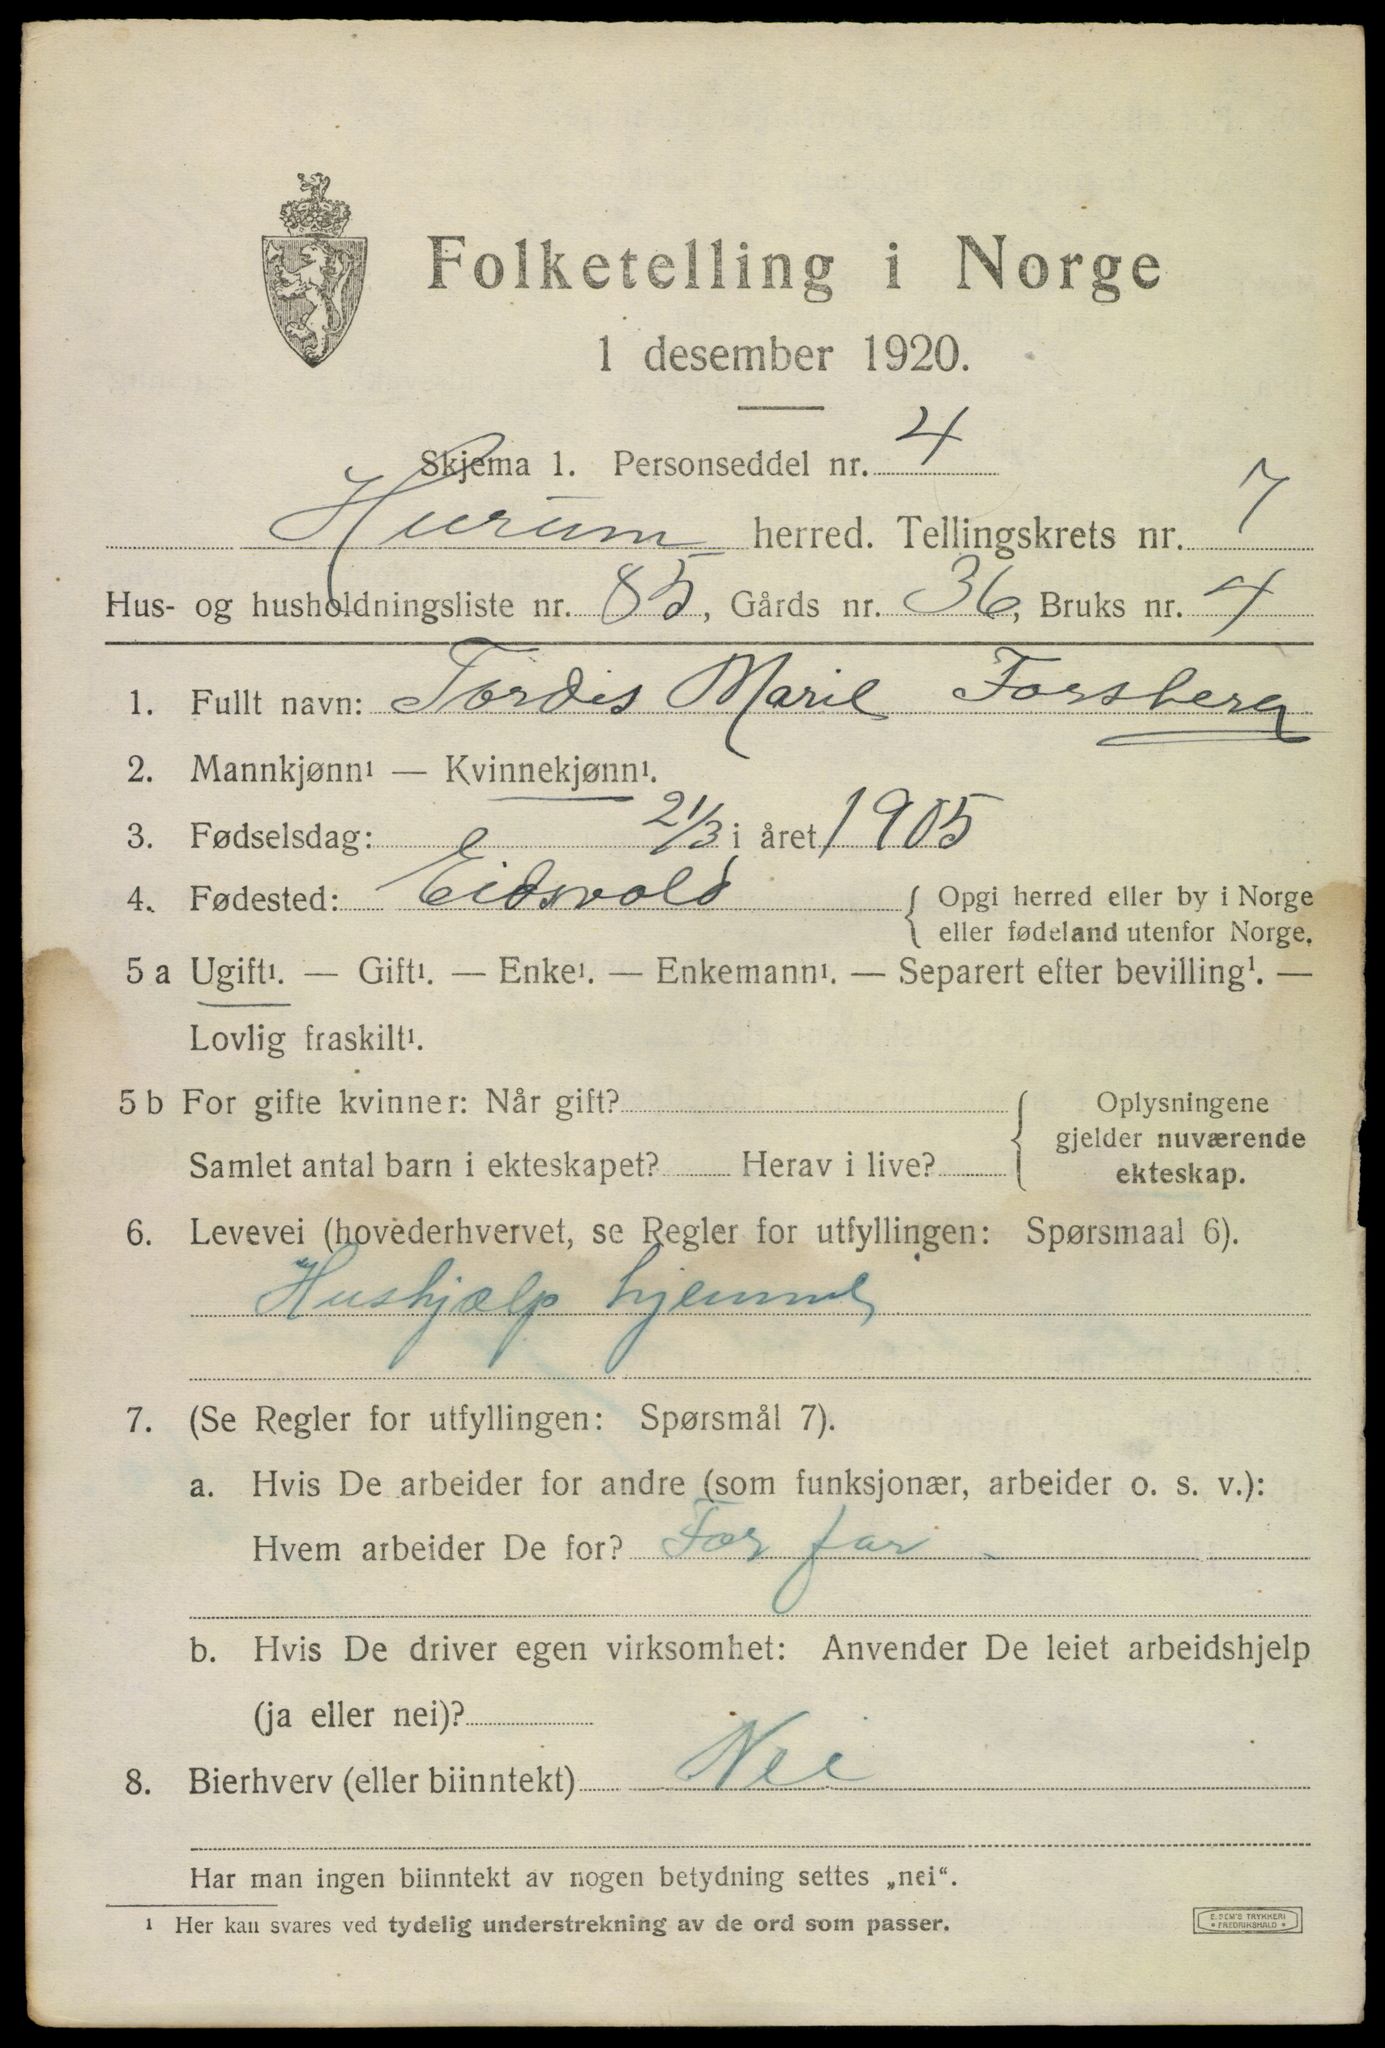 Folketelling i Norge
1 desember 1920.
Skjema 1. Personseddel nr. 4
Hurum herred. Tellingskrets nr. 7
Hus- og husholdningsliste nr. 85, Gårds nr. 36, Bruks nr. 4
1. Fullt navn: Tordis Marie Forsberg
2. Mannkjønn¹ — Kvinnekjønn¹.
3. Fødselsdag: 21/3 i året 1905
4. Fødested: Eidsvold { Opgi herred eller by i Norge
eller fødeland utenfor Norge.
5 a Ugift¹. — Gift¹. — Enke¹. — Enkemann¹. — Separert efter bevilling¹. —
Lovlig fraskilt¹.
5 b For gifte kvinner: Når gift?
Samlet antal barn i ekteskapet? Herav i live?
{ Oplysningene
gjelder nuværende
ekteskap.
6. Levevei (hovederhvervet, se Regler for utfyllingen: Spørsmaal 6).
Hushjælp hjemme
7. (Se Regler for utfyllingen: Spørsmål 7).
a. Hvis De arbeider for andre (som funksjonær, arbeider o. s. v.):
Hvem arbeider De for? For far -
b. Hvis De driver egen virksomhet: Anvender De leiet arbeidshjelp
(ja eller nei)?
8. Bierhverv (eller biinntekt) Nei
Har man ingen biinntekt av nogen betydning settes „nei“.
¹ Her kan svares ved tydelig understrekning av de ord som passer.
E. SEM'S TRYKKERI
• FREDRIKSHALD •